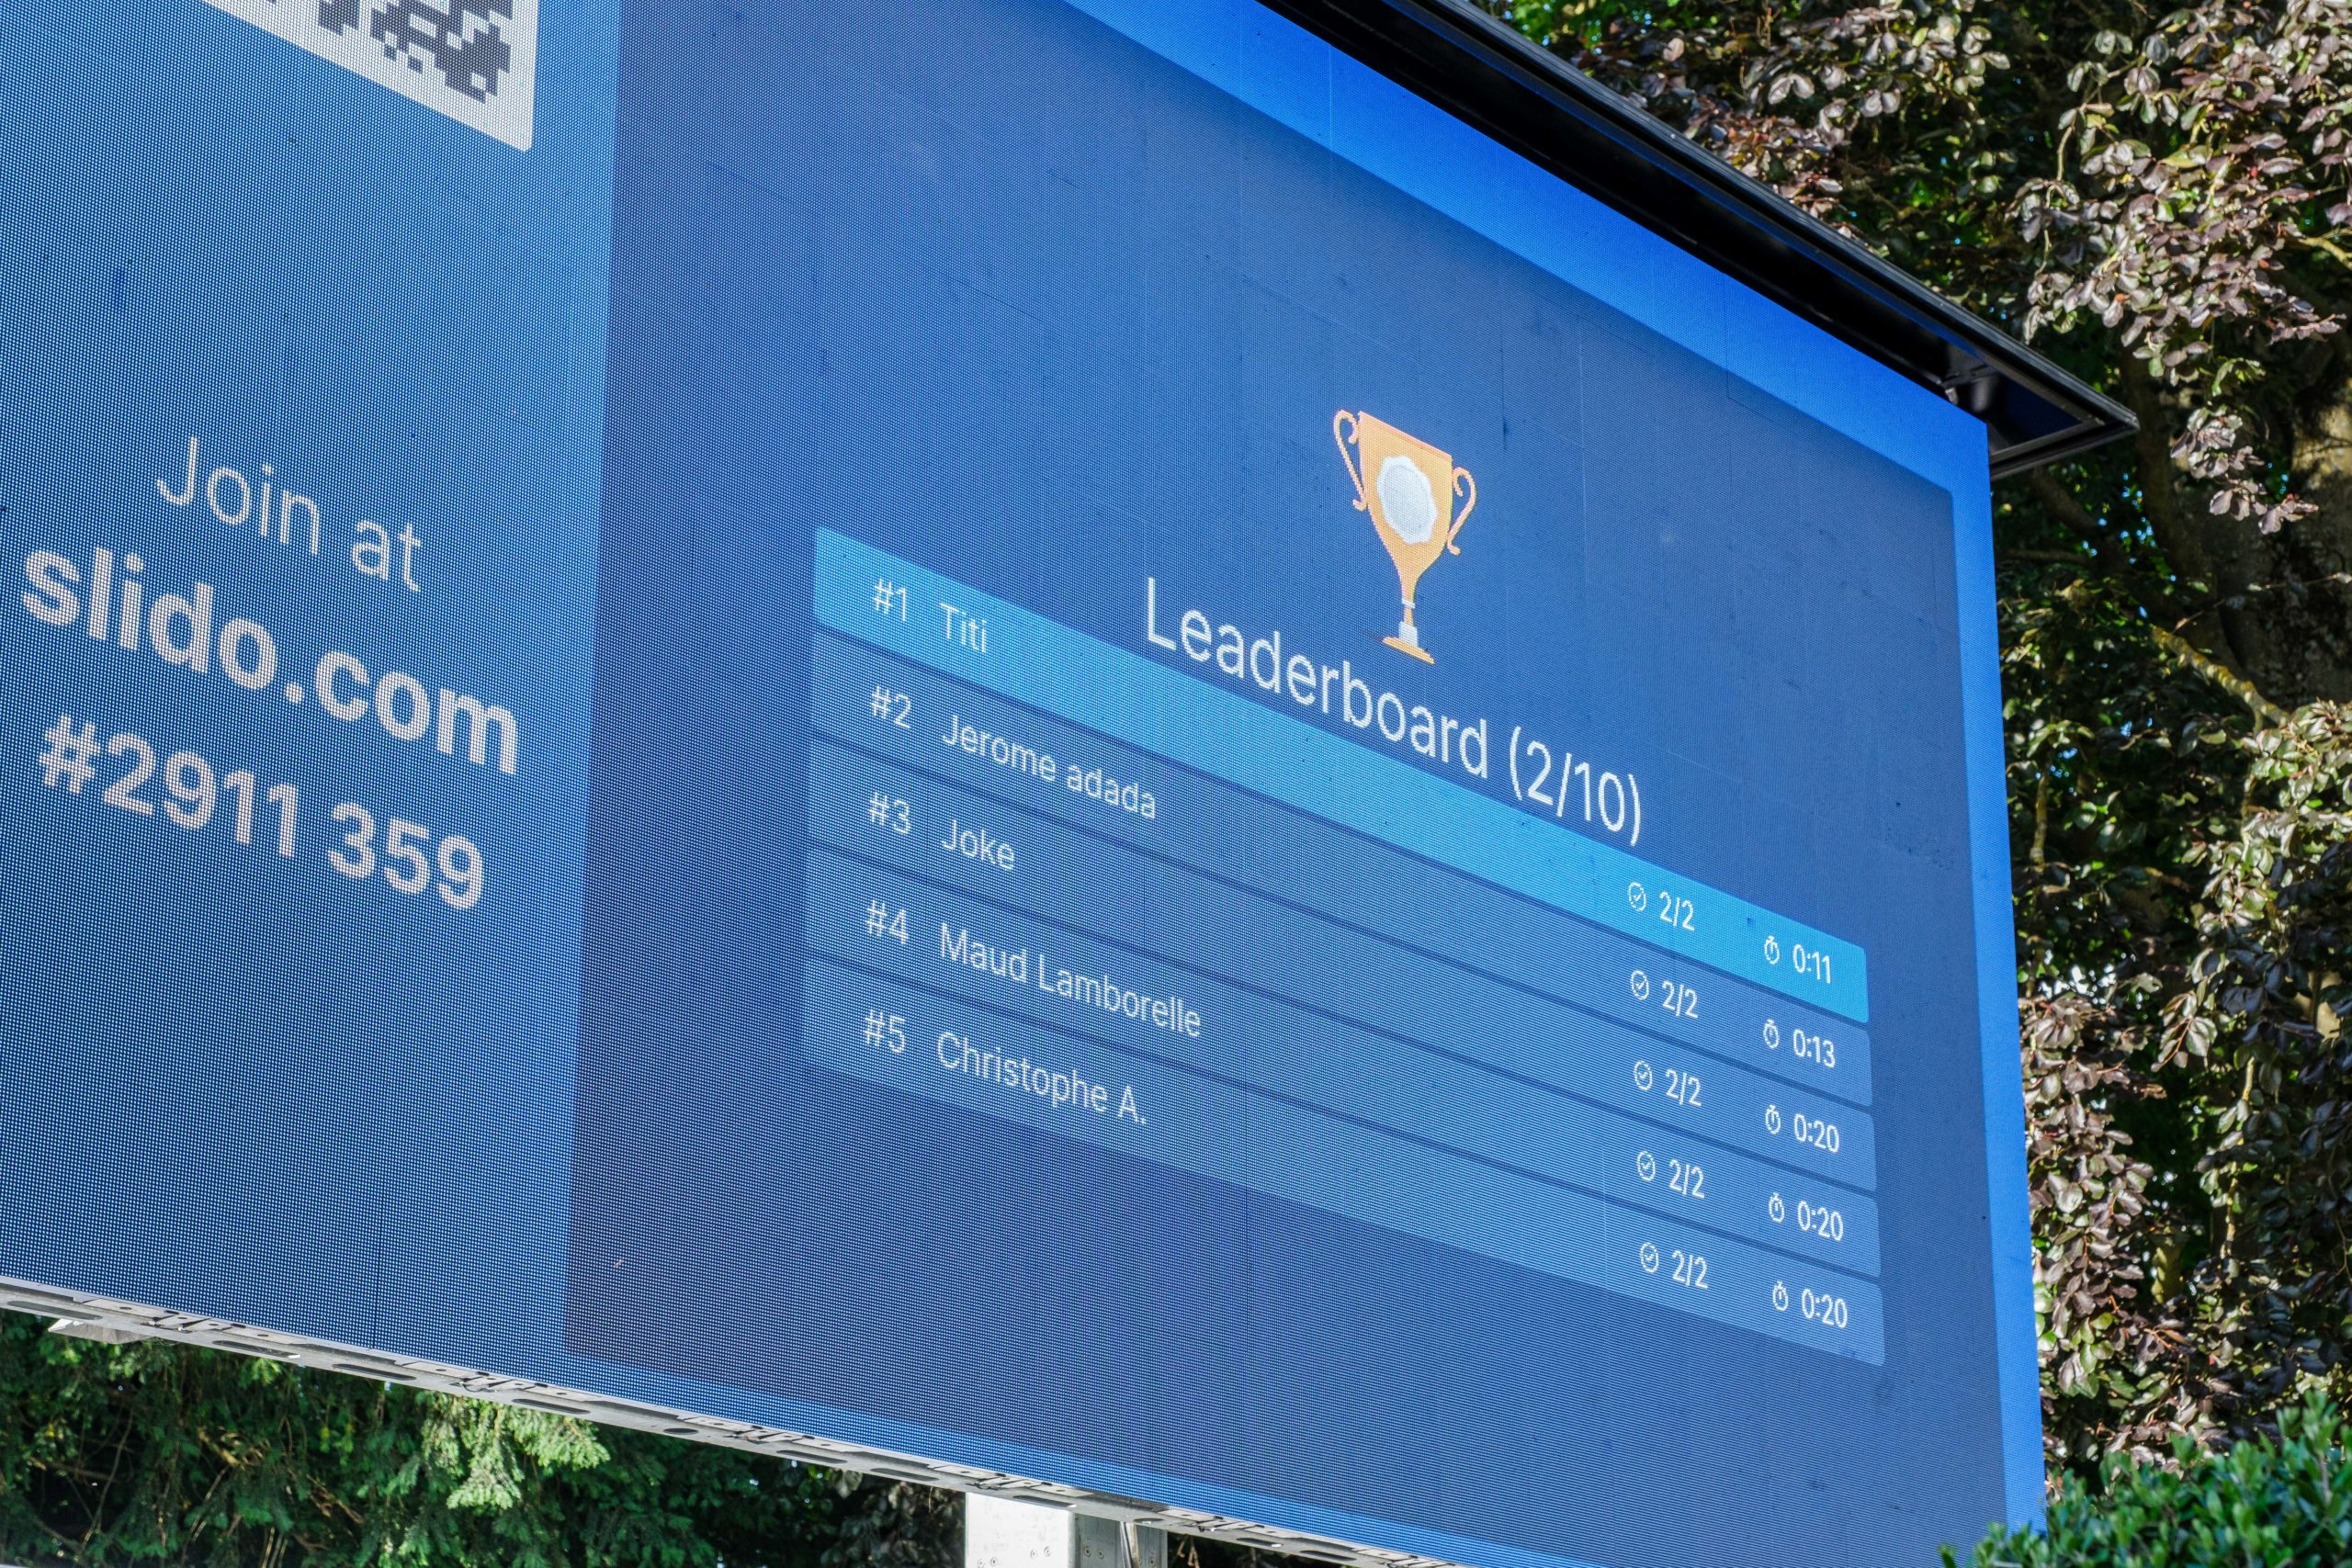 Join at
slido.com
#2911 359
Leaderboard (2/10)
#1 Titi 2/2 0:11
#2 Jerome adada 2/2 0:13
#3 Joke 2/2 0:20
#4 Maud Lamborelle 2/2 0:20
#5 Christophe A. 2/2 0:20